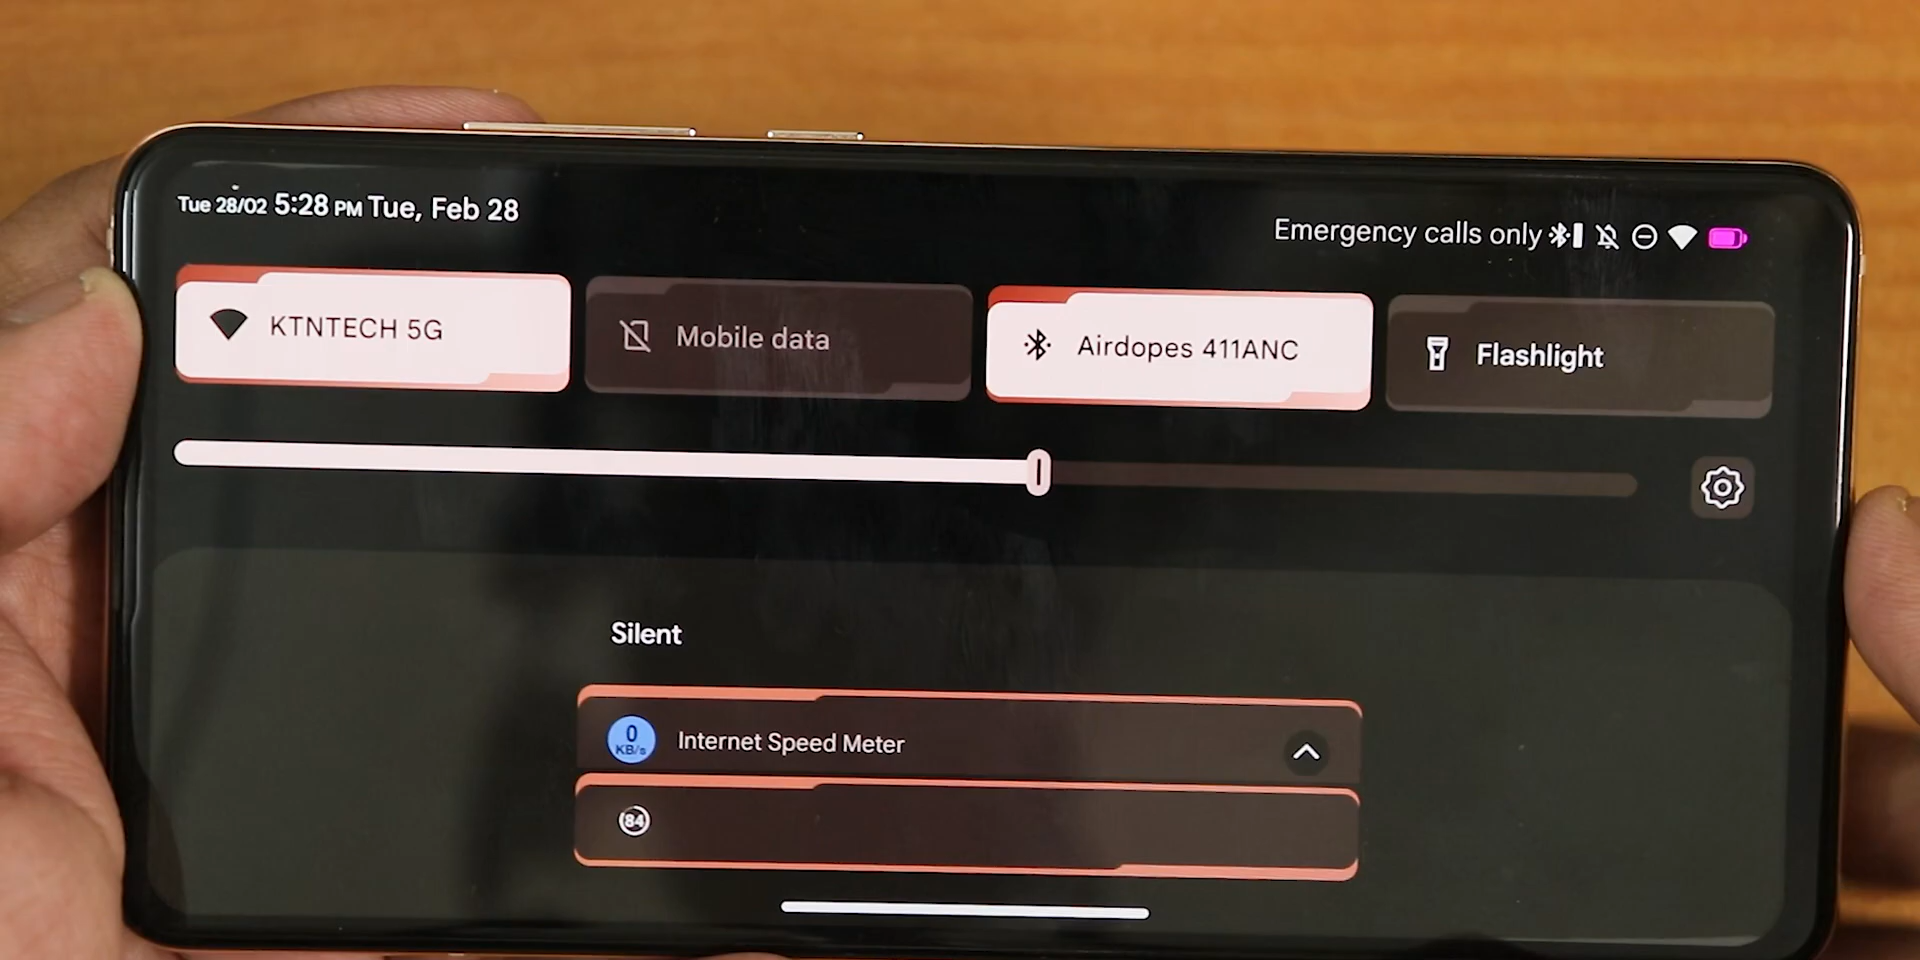 Tue 28/02 5:28 PM Tue, Feb 28
Emergency calls only
KTNTECH 5G
Mobile data
Airdopes 411ANC
Flashlight
Silent
0
KB/s
Internet Speed Meter
84